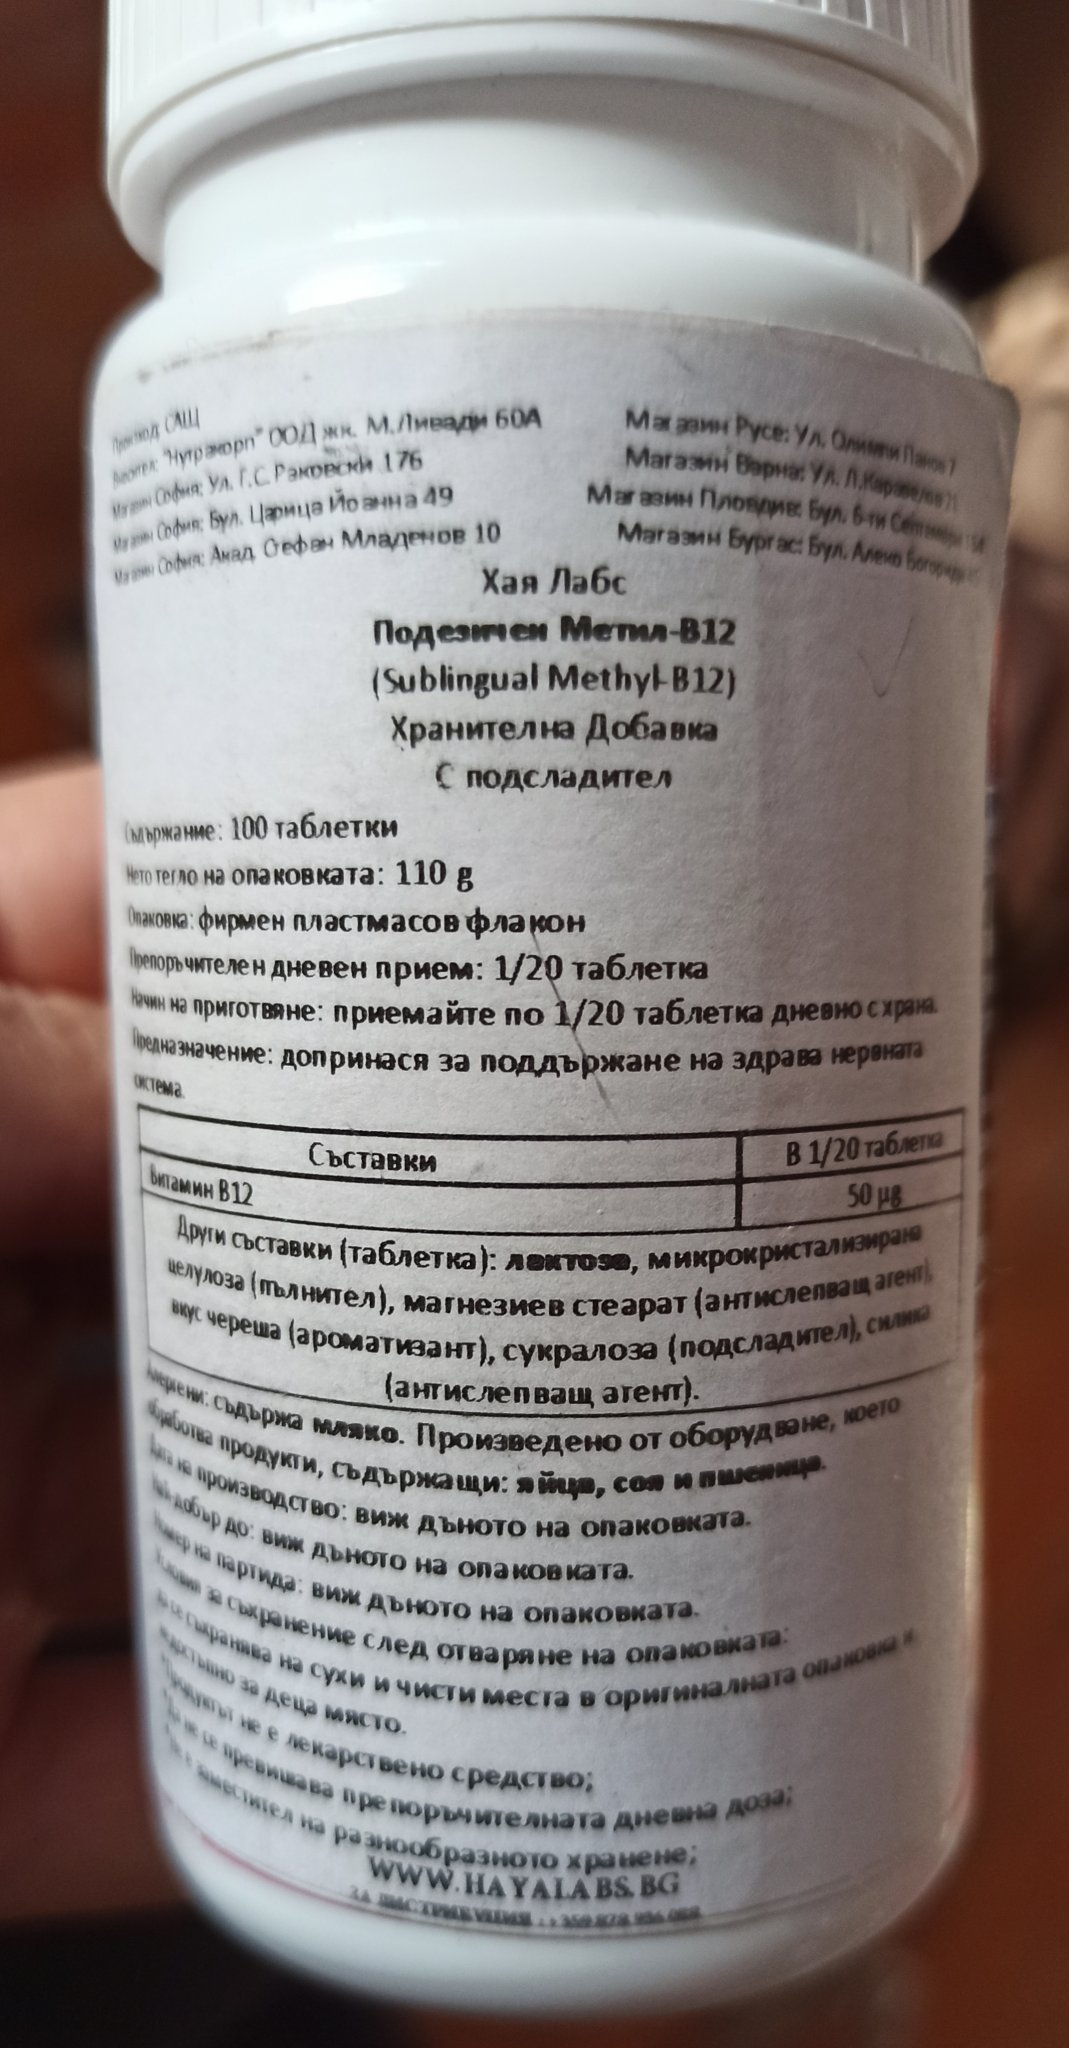 Произход: САЩ
Вносител: "Нутракорп" ООД жк. М.Ливади 60А
Магазин София: Ул. Г.С. Раковски 176
Магазин София: Бул. Царица Йоанна 49
Магазин София: Акад. Стефан Младенов 10
Магазин Русе: Ул. Олимпи Панов 7
Магазин Варна: Ул. Л.Каравелов
Магазин Пловдив: Бул. 6-ти Септември
Магазин Бургас: Бул. Алеко Богориди
Хая Лабс
Подезичен Метил-B12
(Sublingual Methyl-B12)
Хранителна Добавка
С подсладител
Съдържание: 100 таблетки
Нето тегло на опаковката: 110 g
Опаковка: фирмен пластмасов флакон
Препоръчителен дневен прием: 1/20 таблетка
Начин на приготвяне: приемайте по 1/20 таблетка дневно с храна.
Предназначение: допринася за поддържане на здрава нервната
система.
Съставки В 1/20 таблетка
Витамин B12 50 µg
Други съставки (таблетка): лактоза, микрокристализирана
целулоза (пълнител), магнезиев стеарат (антислепващ агент),
вкус череша (ароматизант), сукралоза (подсладител), силика
(антислепващ агент).
Алергени: съдържа мляко. Произведено от оборудване, което
обработва продукти, съдържащи: яйца, соя и пшеница.
Дата на производство: виж дъното на опаковката.
Най-добър до: виж дъното на опаковката.
Номер на партида: виж дъното на опаковката.
Условия за съхранение след отваряне на опаковката:
Да се съхранява на сухи и чисти места в оригиналната опаковка и
недостъпно за деца място.
*Продуктът не е лекарствено средство;
*Да не се превишава препоръчителната дневна доза;
*Не е заместител на разнообразното хранене;
WWW.HAYALABS.BG
ЗА ДИСТРИБУЦИЯ